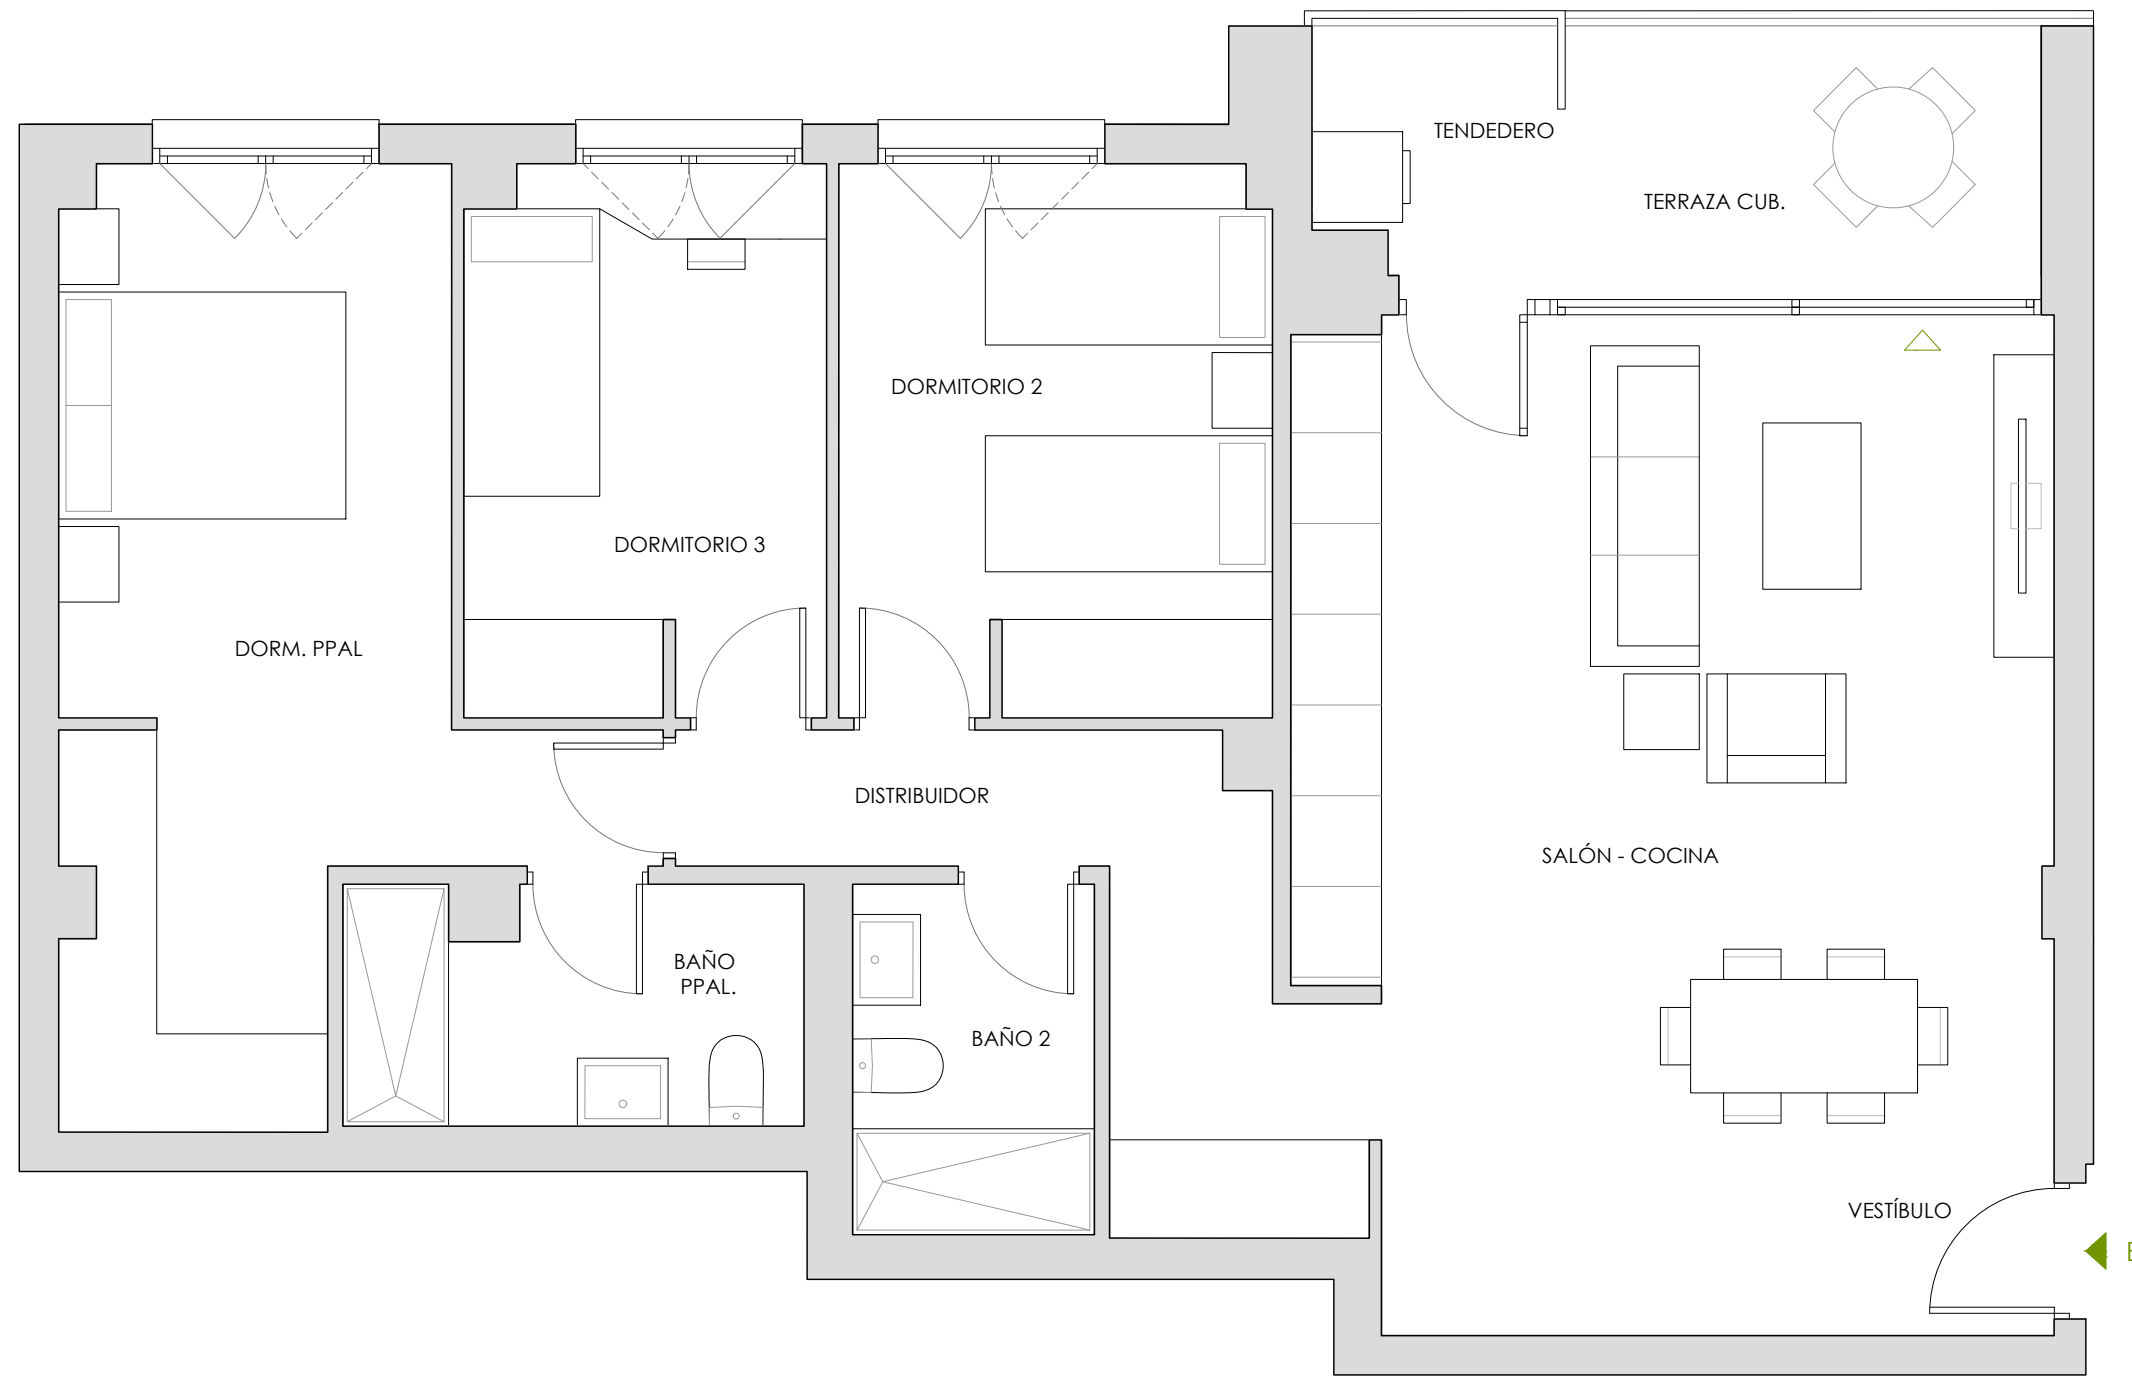 TENDEDERO
TERRAZA CUB.
DORMITORIO 2
DORMITORIO 3
DORM. PPAL
DISTRIBUIDOR
SALÓN - COCINA
BAÑO
PPAL.
BAÑO 2
VESTÍBULO